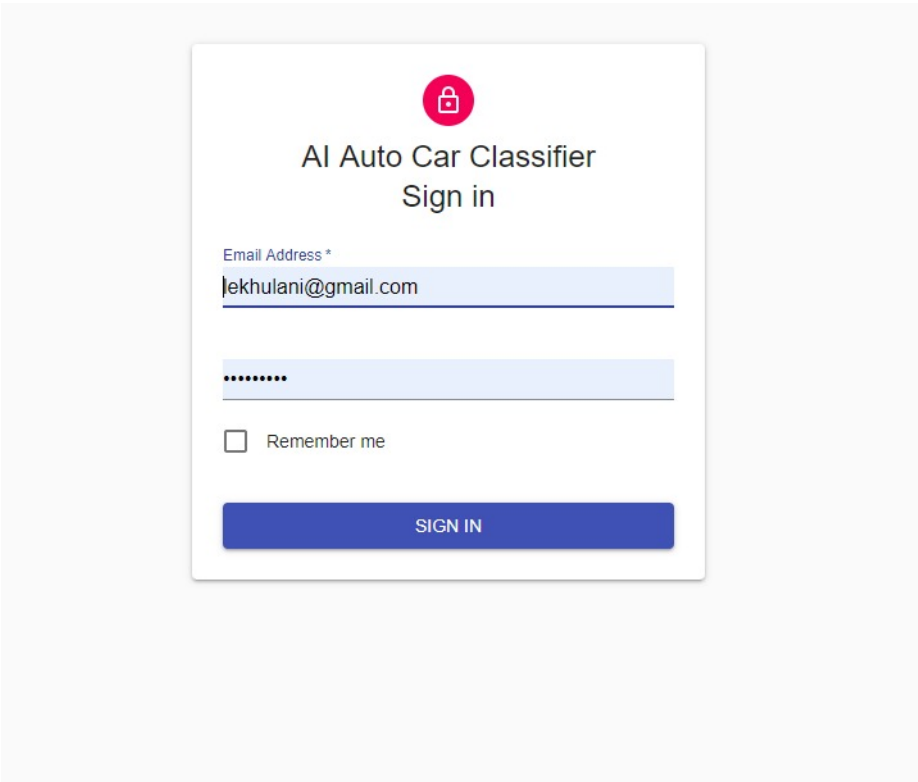 AI Auto Car Classifier
Sign in
Email Address *
lekhulani@gmail.com
•••••••••
Remember me
SIGN IN